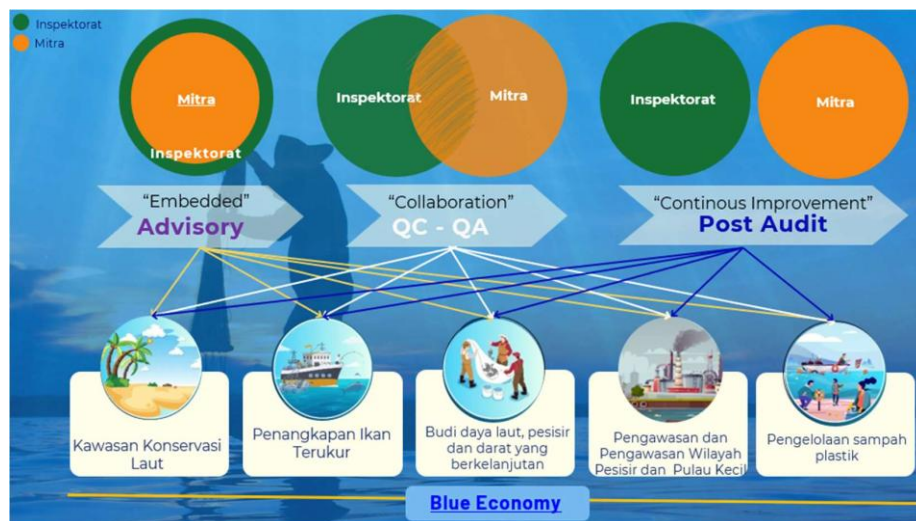 Inspektorat
Mitra
Mitra
Inspektorat
Inspektorat
Mitra
Inspektorat
Mitra
“Embedded”
Advisory
“Collaboration”
QC - QA
“Continous Improvement”
Post Audit
Kawasan Konservasi
Laut
Penangkapan Ikan
Terukur
Budi daya laut, pesisir
dan darat yang
berkelanjutan
Pengawasan dan
Pengawasan Wilayah
Pesisir dan Pulau Kecil
Pengelolaan sampah
plastik
Blue Economy